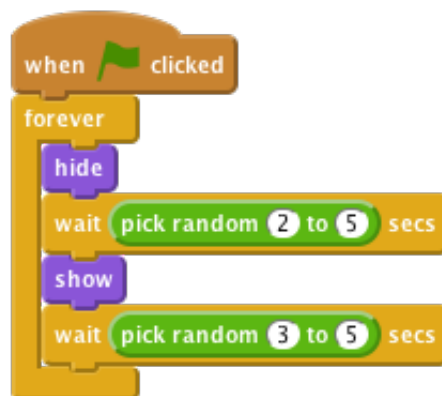 when clicked
forever
hide
wait pick random 2 to 5 secs
show
wait pick random 3 to 5 secs